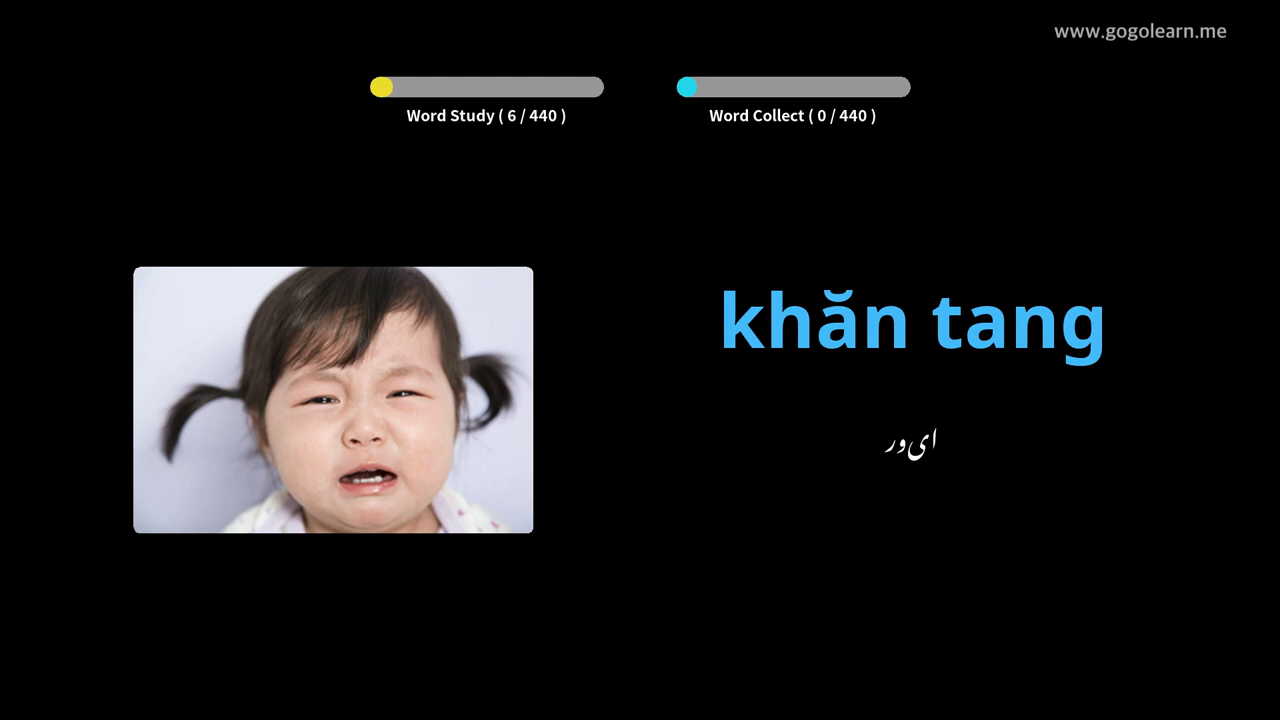 www.gogolearn.me
Word Study ( 6 / 440 )
Word Collect ( 0 / 440 )
khăn tang
ای‌ور